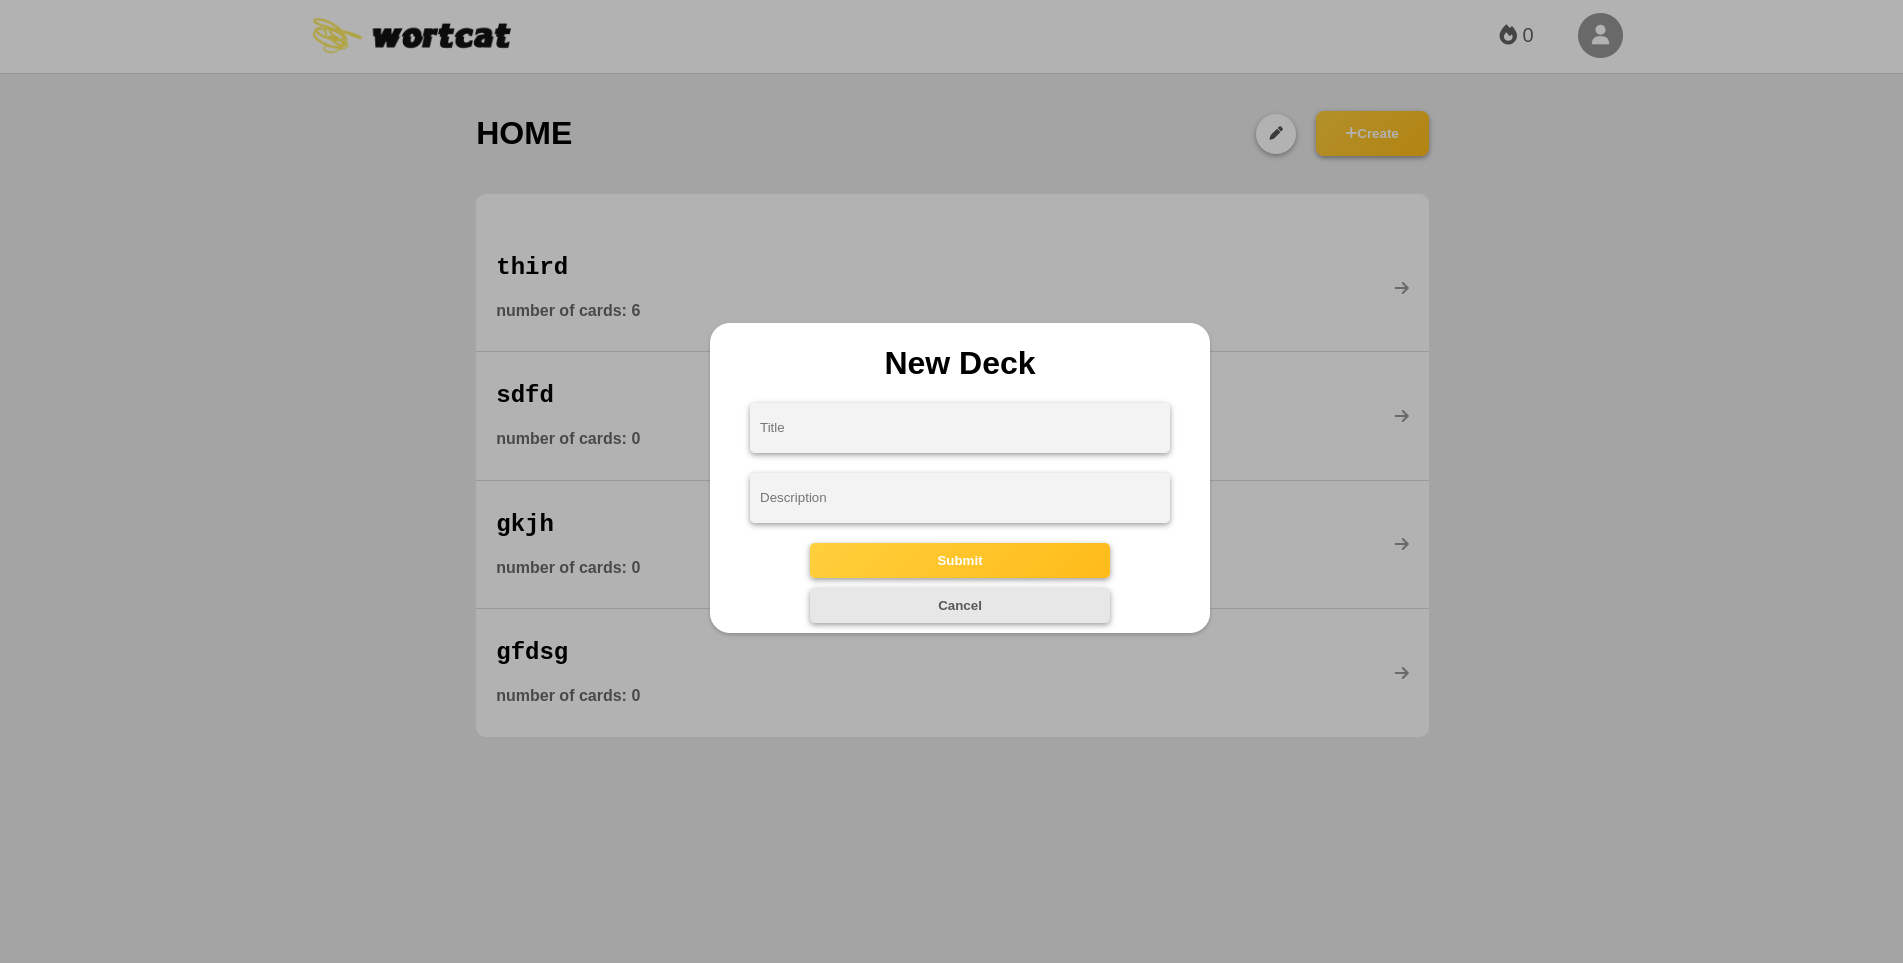 wortcat
0
HOME
+Create
third
number of cards: 6
sdfd
number of cards: 0
gkjh
number of cards: 0
gfdsg
number of cards: 0
New Deck
Title
Description
Submit
Cancel